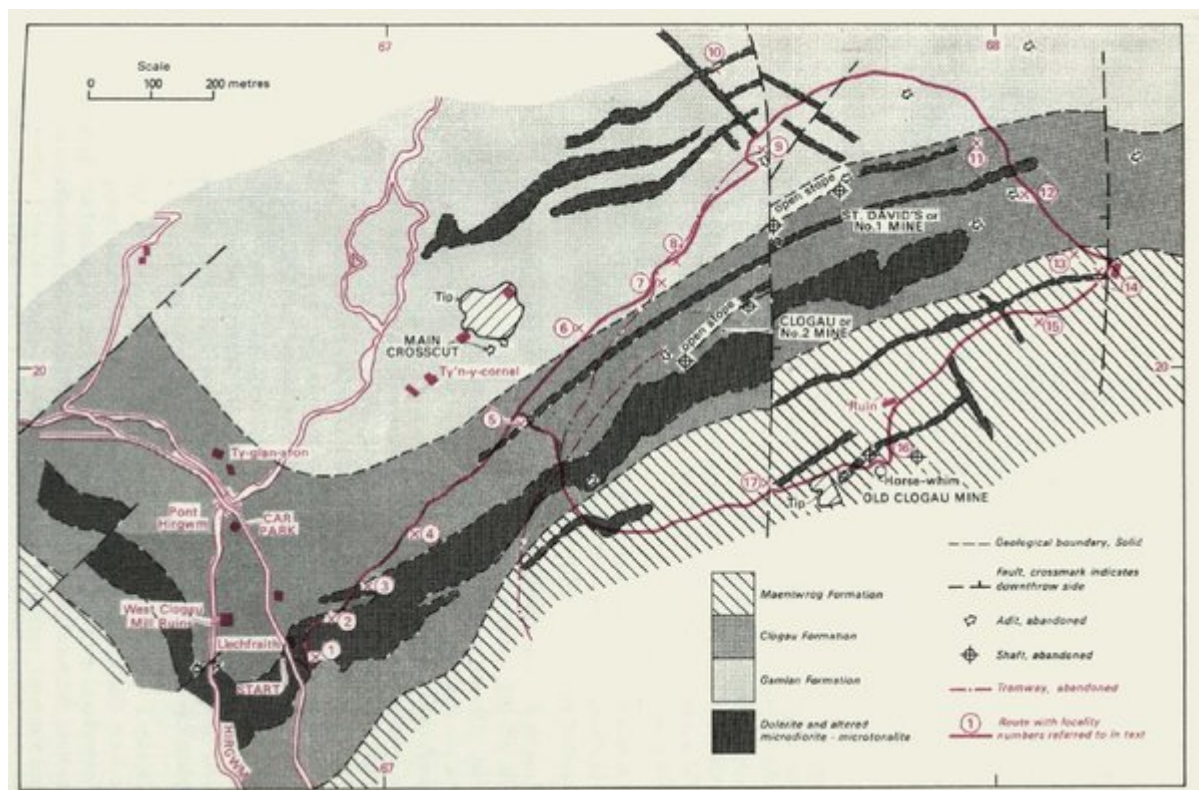 67
68
Scale
0 100 200 metres
10
9
11
open stope
12
ST. DAVID'S or
No.1 MINE
8
13
7
14
Tip
open stope
CLOGAU or
No.2 MINE
15
6
MAIN
CROSSCUT
20
20
Ty'n-y-cornel
Ruin
5
16
Ty-glan-afon
17
Horse-whim
Tip
OLD CLOGAU MINE
Pont
Hirgwm
CAR
PARK
4
Geological boundary, Solid
Fault, crossmark indicates
downthrow side
3
Maentwrog Formation
West Clogau
Mill Ruins
2
Adit, abandoned
Clogau Formation
Llechfraith
1
Shaft, abandoned
START
Gamlan Formation
Tramway, abandoned
1
Route with locality
numbers referred to in text
Dolerite and altered
microdiorite - microtonalite
HIRGWM
67